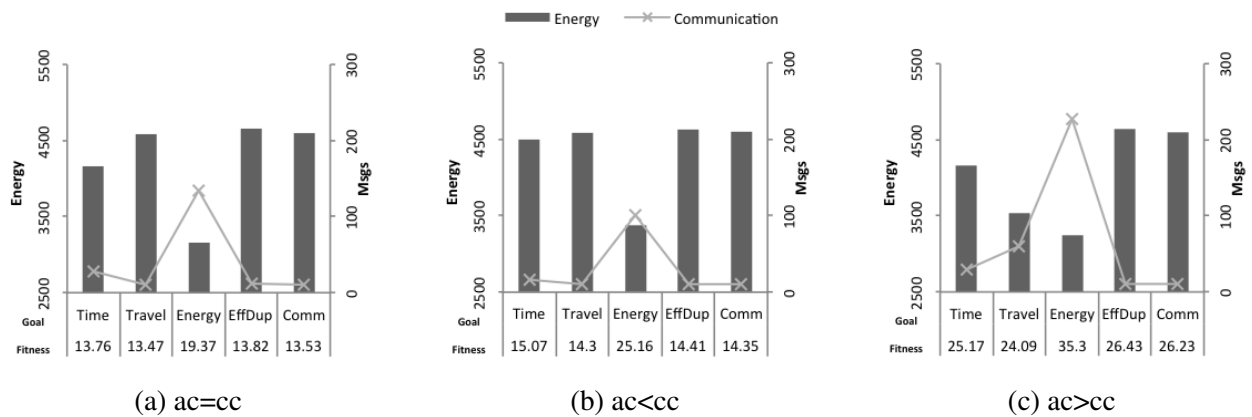 Energy Communication
5500
4500
3500
2500
Energy
300
200
100
0
Msgs
Goal Time Travel Energy EffDup Comm
Fitness 13.76 13.47 19.37 13.82 13.53
(a) ac=cc
5500
4500
3500
2500
Energy
300
200
100
0
Msgs
Goal Time Travel Energy EffDup Comm
Fitness 15.07 14.3 25.16 14.41 14.35
(b) ac<cc
5500
4500
3500
2500
Energy
300
200
100
0
Msgs
Goal Time Travel Energy EffDup Comm
Fitness 25.17 24.09 35.3 26.43 26.23
(c) ac>cc